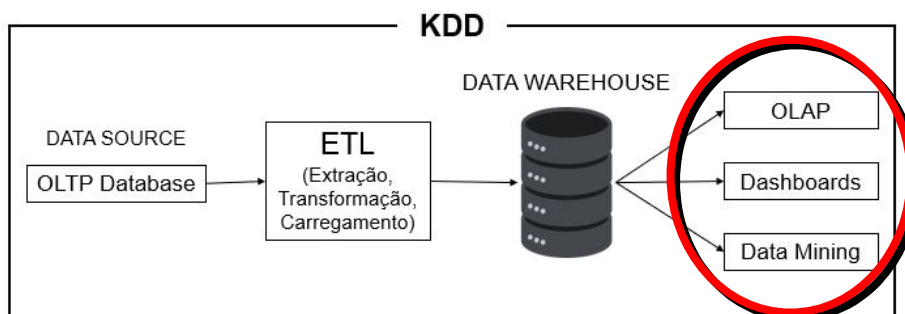 KDD
DATA SOURCE
OLTP Database
ETL
(Extração,
Transformação,
Carregamento)
DATA WAREHOUSE
OLAP
Dashboards
Data Mining